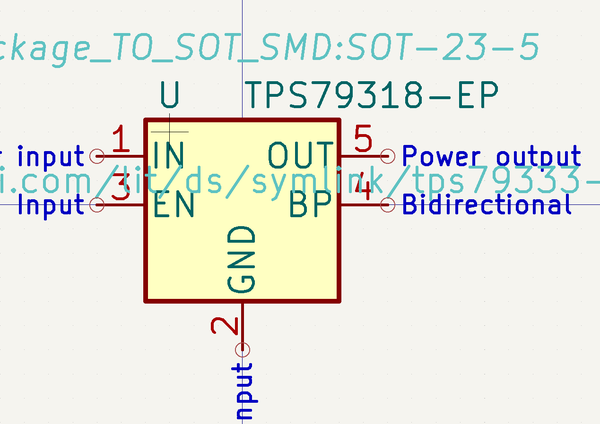 ckage_TO_SOT_SMD:SOT-23-5
U TPS79318-EP
1 IN OUT 5
input Power output
i.com/lit/ds/symlink/tps79333-
3 EN BP 4
Input Bidirectional
GND
2
nput